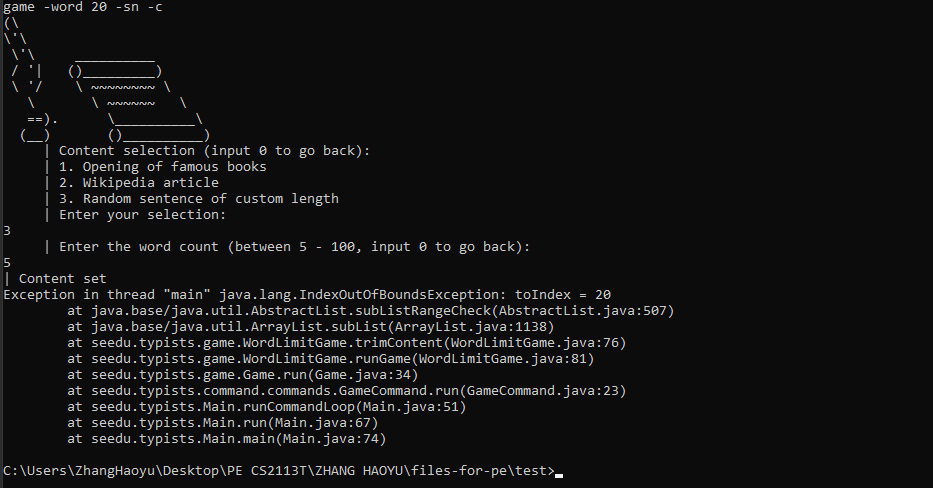 game -word 20 -sn -c
(\
\'\
 \'\     __________
 / '|   ()_________)
 \ '/    \ ~~~~~~~~ \
   \       \ ~~~~~~   \
   ==).      \__________\
  (__)       ()__________)
| Content selection (input 0 to go back):
| 1. Opening of famous books
| 2. Wikipedia article
| 3. Random sentence of custom length
| Enter your selection:
3
| Enter the word count (between 5 - 100, input 0 to go back):
5
| Content set
Exception in thread "main" java.lang.IndexOutOfBoundsException: toIndex = 20
at java.base/java.util.AbstractList.subListRangeCheck(AbstractList.java:507)
at java.base/java.util.ArrayList.subList(ArrayList.java:1138)
at seedu.typists.game.WordLimitGame.trimContent(WordLimitGame.java:76)
at seedu.typists.game.WordLimitGame.runGame(WordLimitGame.java:81)
at seedu.typists.game.Game.run(Game.java:34)
at seedu.typists.command.commands.GameCommand.run(GameCommand.java:23)
at seedu.typists.Main.runCommandLoop(Main.java:51)
at seedu.typists.Main.run(Main.java:67)
at seedu.typists.Main.main(Main.java:74)
C:\Users\ZhangHaoyu\Desktop\PE CS2113T\ZHANG HAOYU\files-for-pe\test>